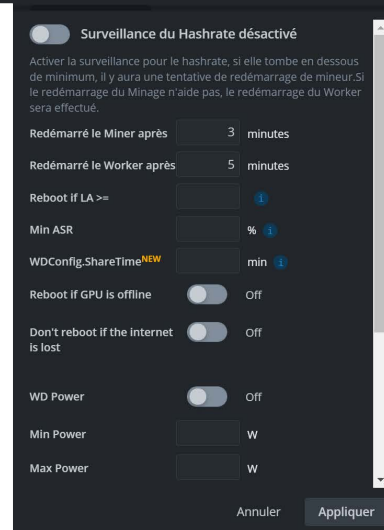 Surveillance du Hashrate désactivé
Activer la surveillance pour le hashrate, si elle tombe en dessous
de minimum, il y aura une tentative de redémarrage de mineur.Si
le redémarrage du Minage n'aide pas, le redémarrage du Worker
sera effectué.
Redémarré le Miner après 3 minutes
Redémarré le Worker après 5 minutes
Reboot if LA >= i
Min ASR % i
WDConfig.ShareTime NEW min i
Reboot if GPU is offline Off
Don't reboot if the internet Off
is lost
WD Power Off
Min Power W
Max Power W
Annuler Appliquer